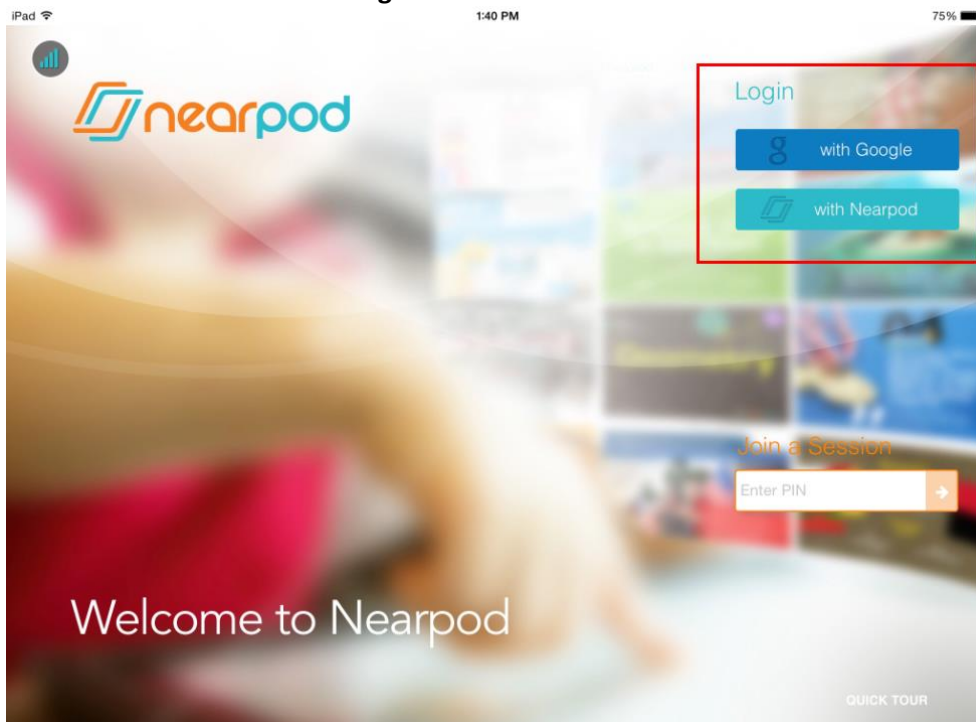 iPad 1:40 PM 75%
nearpod
Login
with Google
with Nearpod
Join a Session
Enter PIN
Welcome to Nearpod
QUICK TOUR